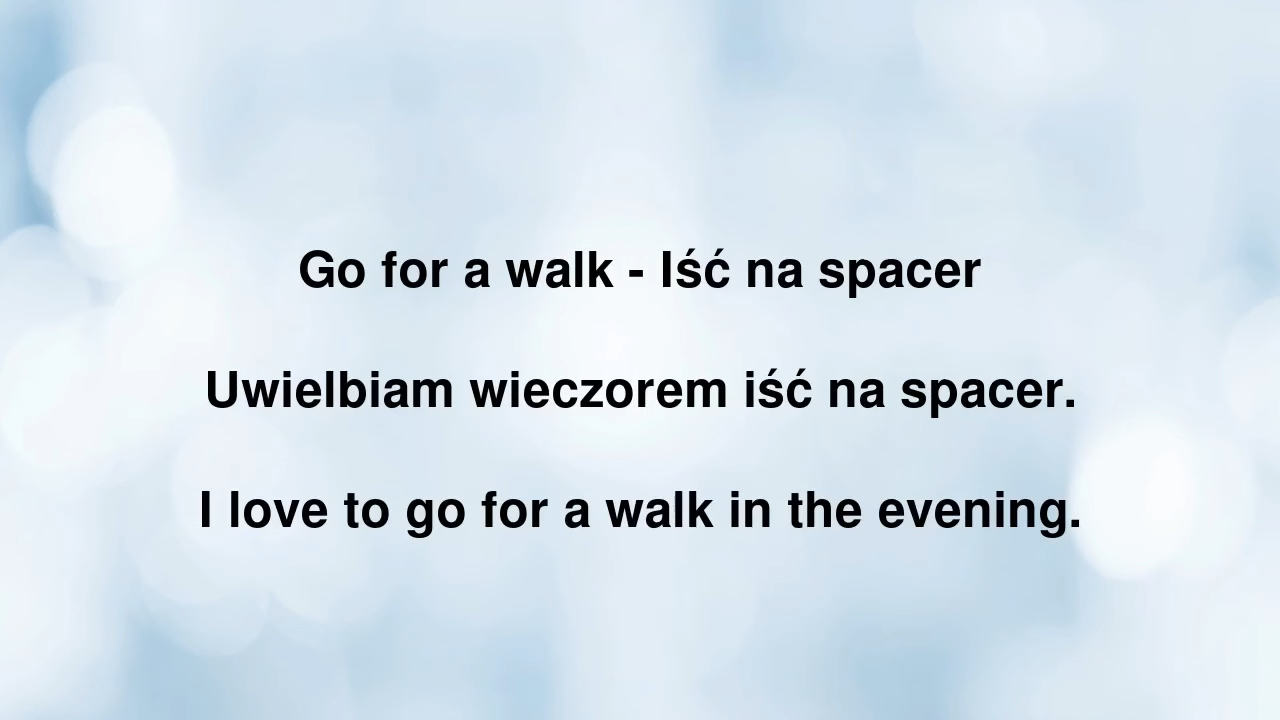 Go for a walk - Iść na spacer
Uwielbiam wieczorem iść na spacer.
I love to go for a walk in the evening.